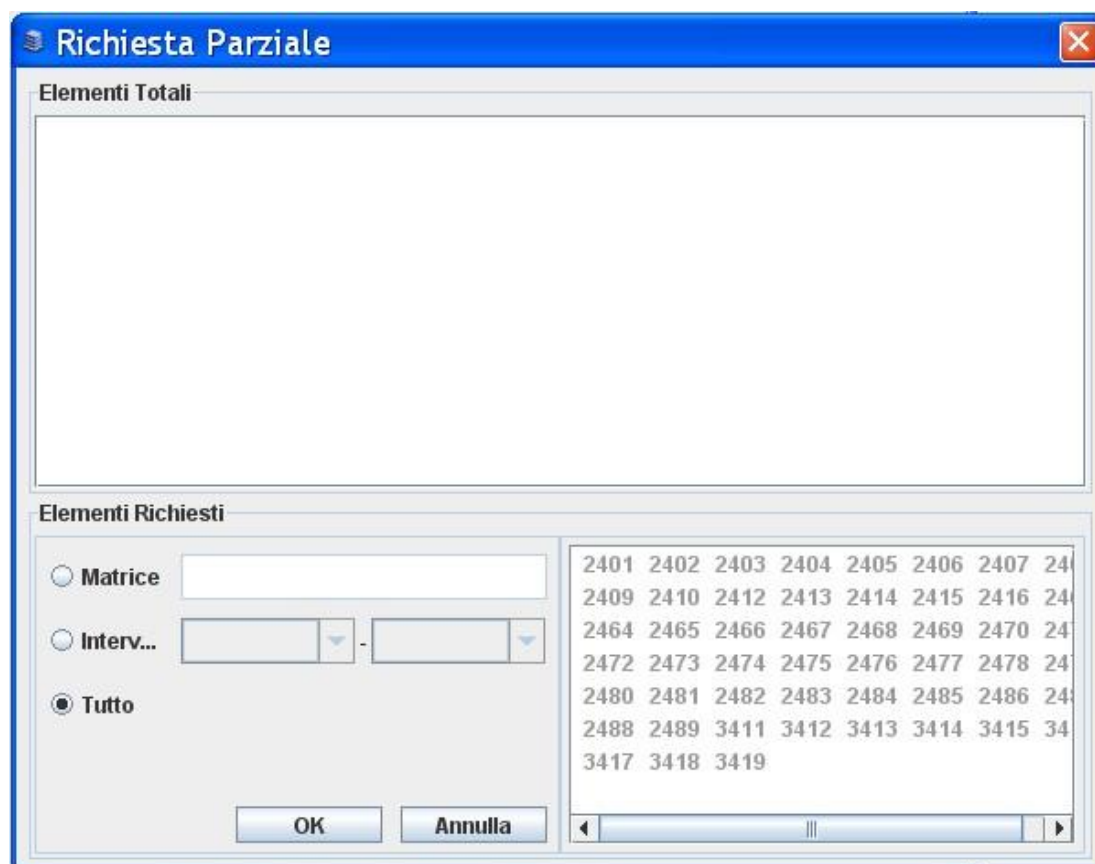 Richiesta Parziale
Elementi Totali
Elementi Richiesti
Matrice
Interv... -
Tutto
OK Annulla
2401 2402 2403 2404 2405 2406 2407
2409 2410 2412 2413 2414 2415 2416
2464 2465 2466 2467 2468 2469 2470
2472 2473 2474 2475 2476 2477 2478
2480 2481 2482 2483 2484 2485 2486
2488 2489 3411 3412 3413 3414 3415
3417 3418 3419